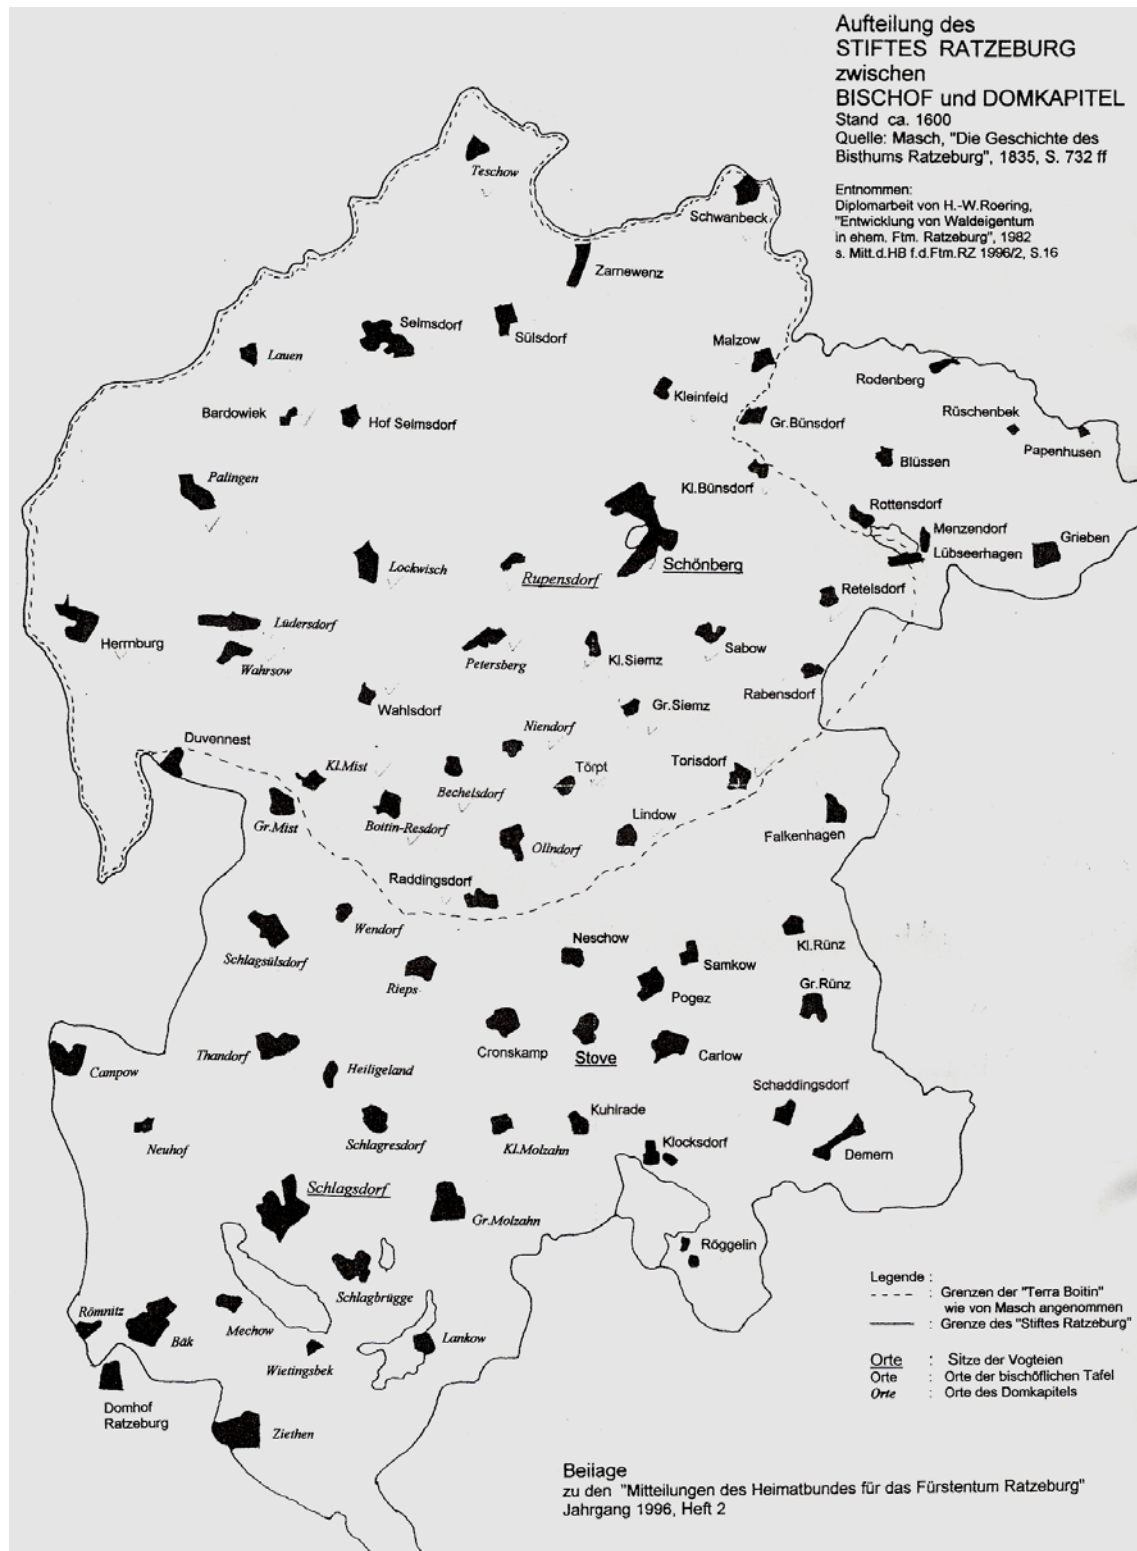 Aufteilung des
STIFTES RATZEBURG
zwischen
BISCHOF und DOMKAPITEL
Stand ca. 1600
Quelle: Masch, "Die Geschichte des
Bisthums Ratzeburg", 1835, S. 732 ff
Entnommen:
Diplomarbeit von H.-W.Roering,
"Entwicklung von Waldeigentum
in ehem. Ftm. Ratzeburg", 1982
s. Mitt.d.HB f.d.Ftm.RZ 1996/2, S.16
Teschow
Schwanbeck
Zarnewenz
Selmsdorf
Sülsdorf
Malzow
Lauen
Rodenberg
Kleinfeld
Bardowiek
Hof Selmsdorf
Gr.Bünsdorf
Rüschenbek
Papenhusen
Blüssen
Palingen
Kl.Bünsdorf
Rottensdorf
Menzendorf
Grieben
Lübseerhagen
Lockwisch
Rupensdorf
Schönberg
Retelsdorf
Lüdersdorf
Herrnburg
Sabow
Wahrsow
Petersberg
Kl.Siemz
Rabensdorf
Wahlsdorf
Gr.Siemz
Niendorf
Duvennest
Kl.Mist
Törpt
Torisdorf
Bechelsdorf
Gr.Mist
Boitin-Resdorf
Lindow
Falkenhagen
Ollndorf
Raddingsdorf
Wendorf
Neschow
Kl.Rünz
Schlagsülsdorf
Samkow
Rieps
Gr.Rünz
Pogez
Thandorf
Cronskamp
Stove
Carlow
Campow
Heiligeland
Schaddingsdorf
Kuhlrade
Neuhof
Schlagresdorf
Kl.Molzahn
Klocksdorf
Demern
Schlagsdorf
Gr.Molzahn
Röggelin
Schlagbrügge
Römnitz
Mechow
Bäk
Lankow
Wietingsbek
Domhof
Ratzeburg
Ziethen
Legende :
- - - - - : Grenzen der "Terra Boitin"
wie von Masch angenommen
: Grenze des "Stiftes Ratzeburg"
Orte : Sitze der Vogteien
Orte : Orte der bischöflichen Tafel
Orte : Orte des Domkapitels
Beilage
zu den "Mitteilungen des Heimatbundes für das Fürstentum Ratzeburg"
Jahrgang 1996, Heft 2